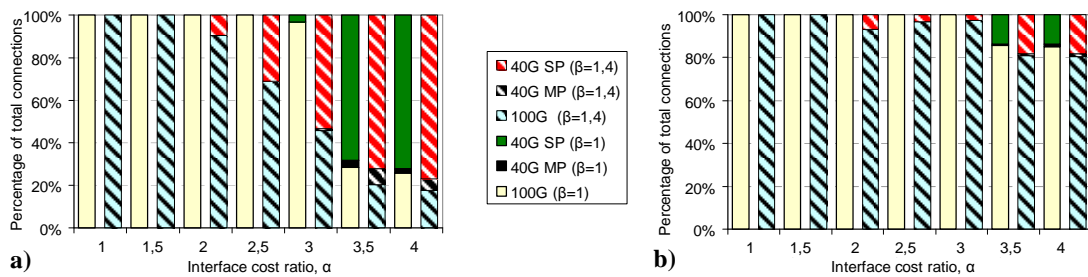 Percentage of total connections
100%
80%
60%
40%
20%
0%
1 1,5 2 2,5 3 3,5 4
Interface cost ratio, α
a)
40G SP (β=1,4)
40G MP (β=1,4)
100G (β=1,4)
40G SP (β=1)
40G MP (β=1)
100G (β=1)
Percentage of total connections
100%
80%
60%
40%
20%
0%
1 1,5 2 2,5 3 3,5 4
Interface cost ratio, α
b)